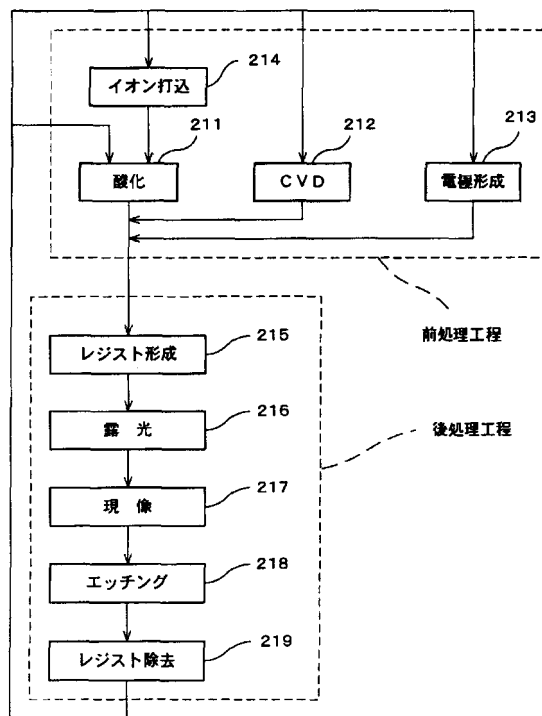 214
イオン打込
211
212
213
酸化
CVD
電極形成
前処理工程
215
レジスト形成
216
露 光
後処理工程
217
現 像
218
エッチング
219
レジスト除去